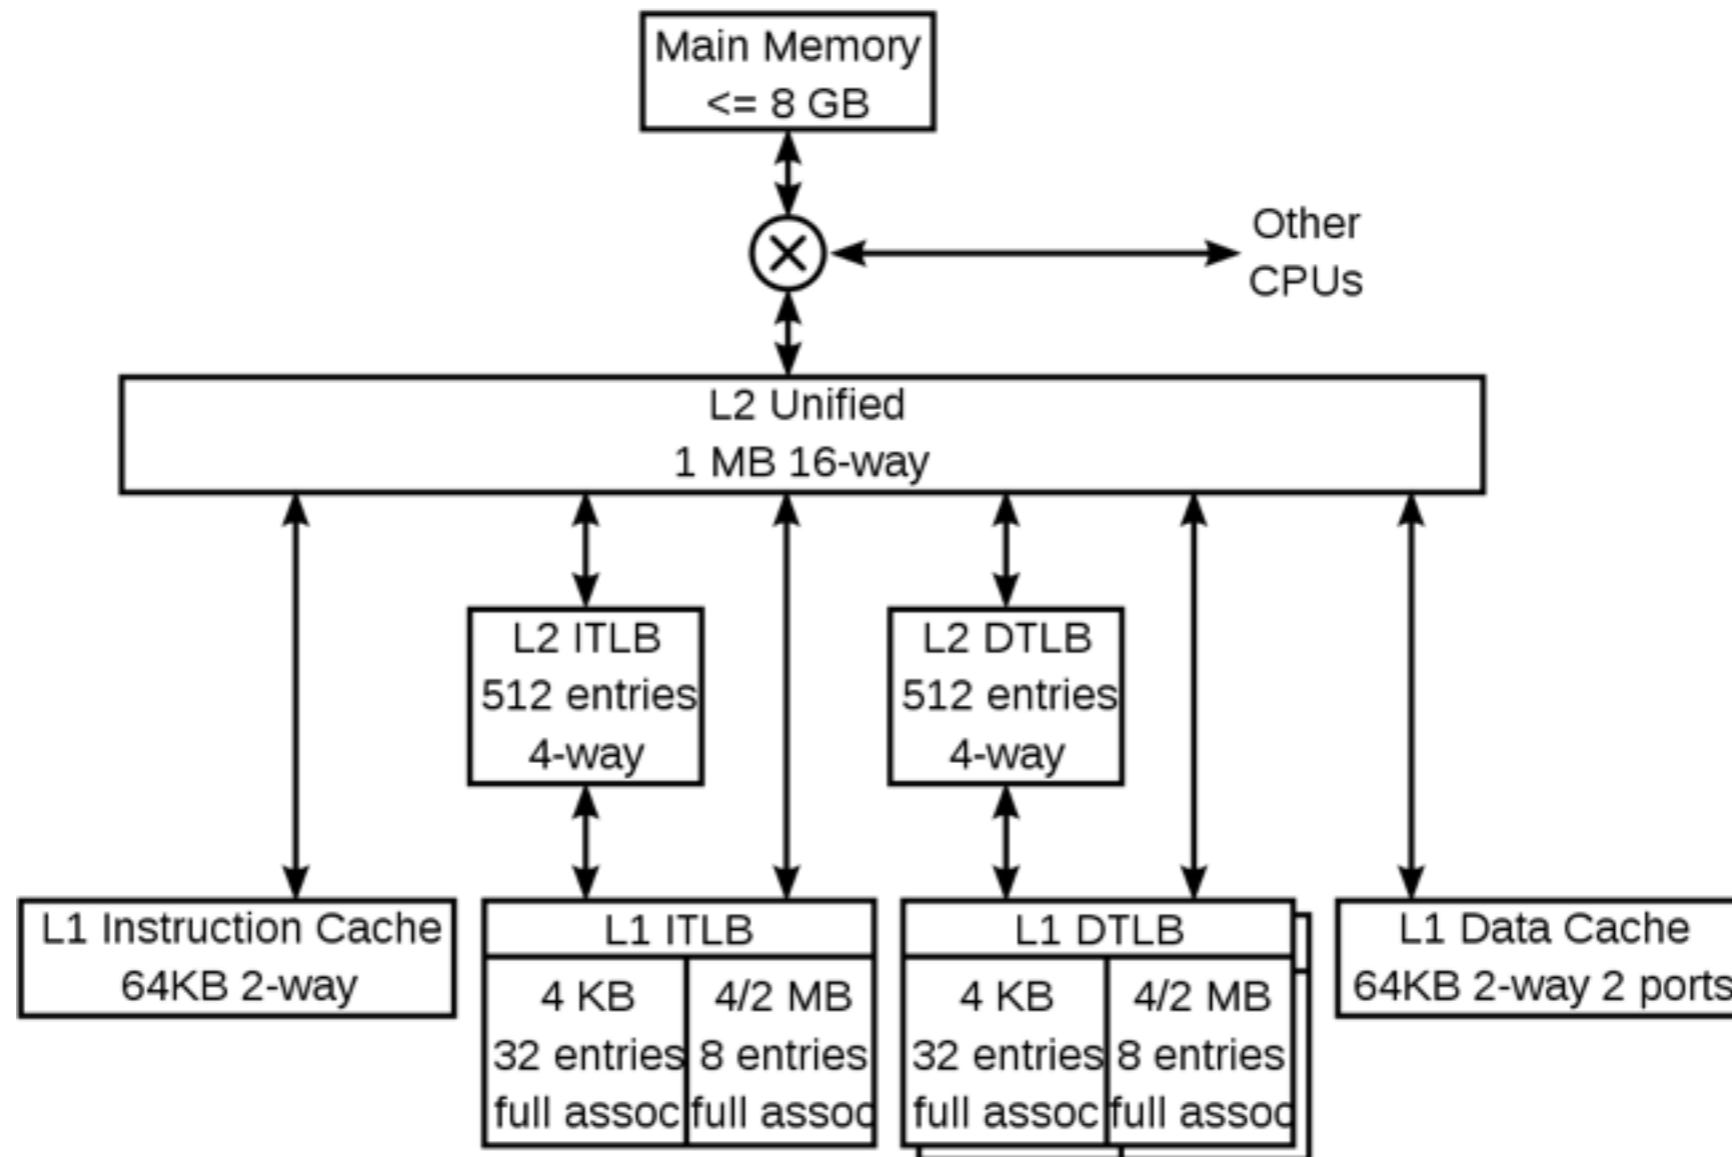 Main Memory
<= 8 GB
Other
CPUs
L2 Unified
1 MB 16-way
L2 ITLB
512 entries
4-way
L2 DTLB
512 entries
4-way
L1 Instruction Cache
64KB 2-way
L1 ITLB
4 KB
32 entries
full assoc
4/2 MB
8 entries
full assoc
L1 DTLB
4 KB
32 entries
full assoc
4/2 MB
8 entries
full assoc
L1 Data Cache
64KB 2-way 2 ports